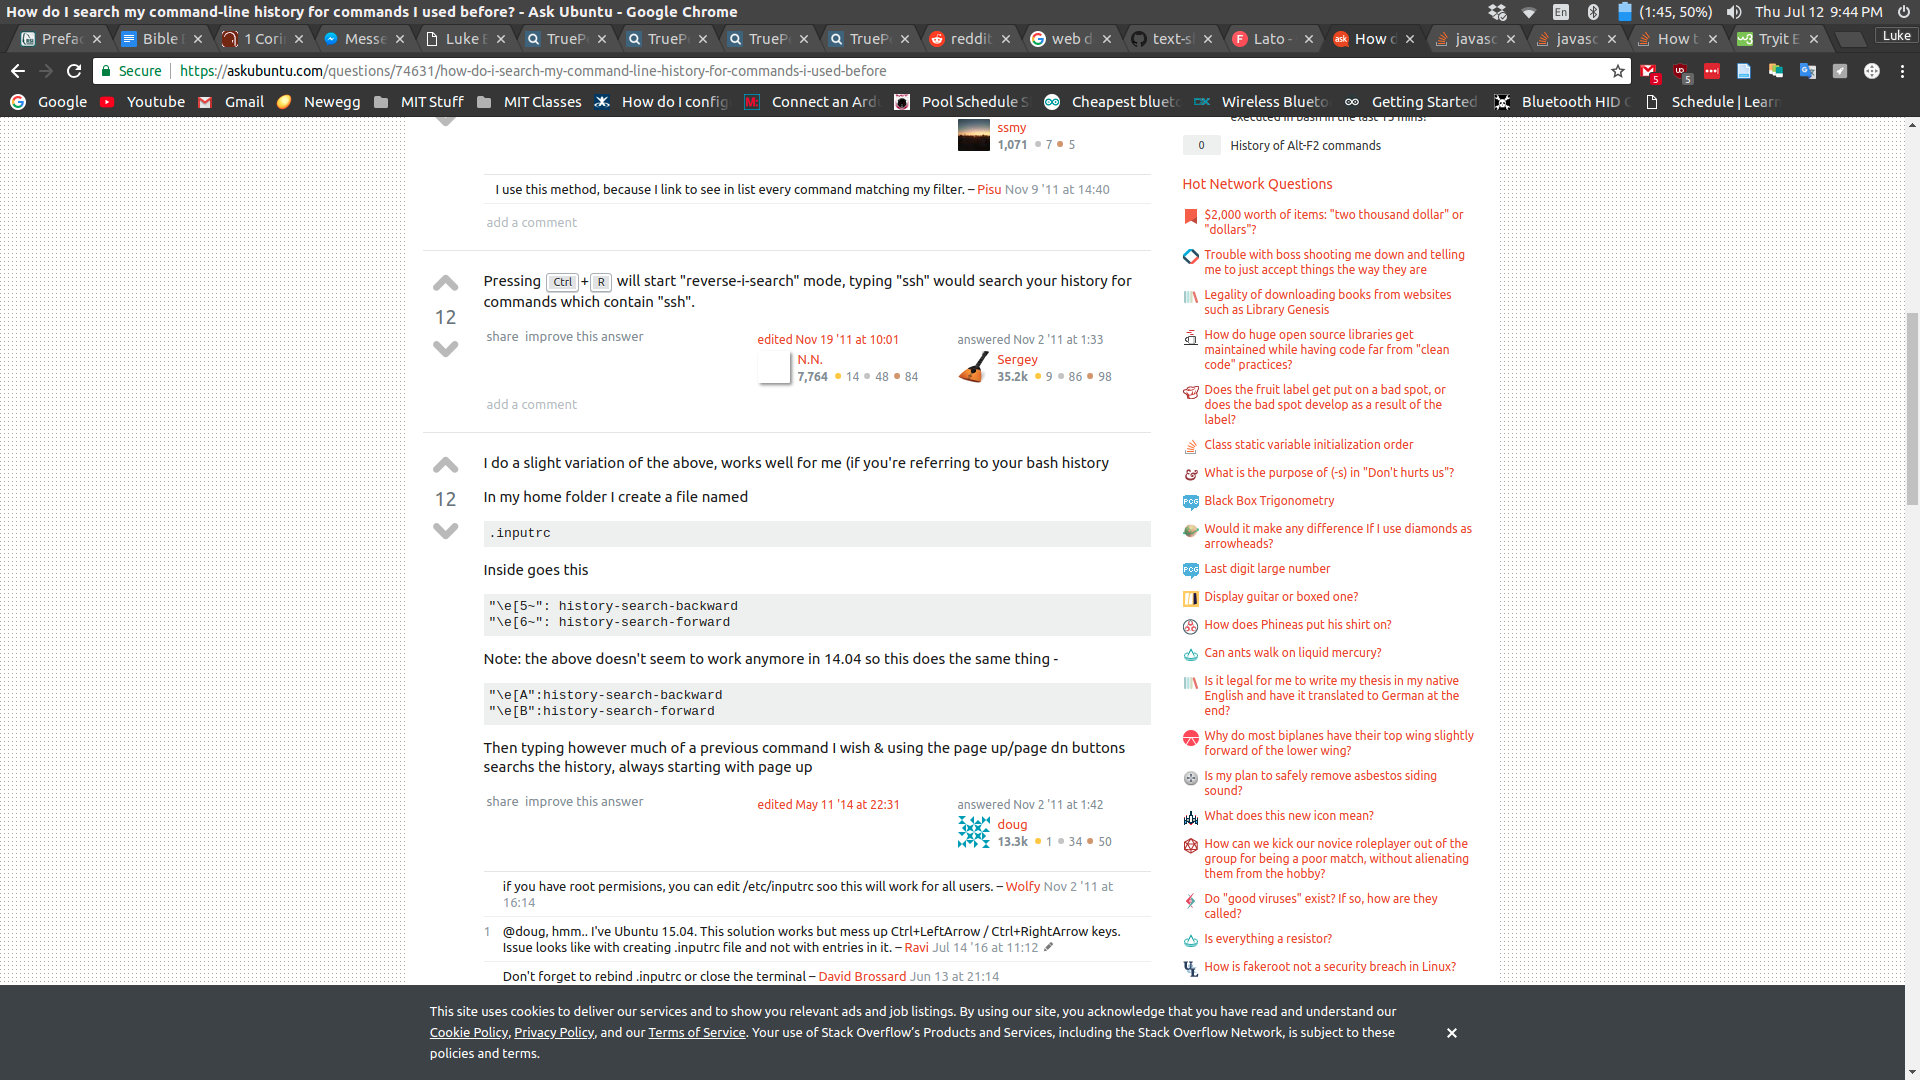 How do I search my command-line history for commands I used before? - Ask Ubuntu - Google Chrome
En (1:45, 50%) Thu Jul 12 9:44 PM
Prefac Bible 1 Cori Messe Luke E TrueP TrueP TrueP TrueP reddit web d text-s Lato - How d javasc javasc How t Tryit E Luke
Secure https://askubuntu.com/questions/74631/how-do-i-search-my-command-line-history-for-commands-i-used-before 5 5
Google Youtube Gmail Newegg MIT Stuff MIT Classes How do I config Connect an Ard Pool Schedule S Cheapest bluet Wireless Blueto Getting Started Bluetooth HID Schedule | Learn
executed in bash in the last 15 mins?
ssmy
1,071 7 5
0 History of Alt-F2 commands
I use this method, because I link to see in list every command matching my filter. – Pisu Nov 9 '11 at 14:40
add a comment
Pressing Ctrl + R will start "reverse-i-search" mode, typing "ssh" would search your history for
commands which contain "ssh".
12
share improve this answer
edited Nov 19 '11 at 10:01
N.N.
7,764 14 48 84
answered Nov 2 '11 at 1:33
Sergey
35.2k 9 86 98
add a comment
I do a slight variation of the above, works well for me (if you're referring to your bash history
12
In my home folder I create a file named
.inputrc
Inside goes this
"\e[5~": history-search-backward
"\e[6~": history-search-forward
Note: the above doesn't seem to work anymore in 14.04 so this does the same thing -
"\e[A":history-search-backward
"\e[B":history-search-forward
Then typing however much of a previous command I wish & using the page up/page dn buttons
searchs the history, always starting with page up
share improve this answer
edited May 11 '14 at 22:31
answered Nov 2 '11 at 1:42
doug
13.3k 1 34 50
if you have root permisions, you can edit /etc/inputrc soo this will work for all users. – Wolfy Nov 2 '11 at
16:14
1 @doug, hmm.. I've Ubuntu 15.04. This solution works but mess up Ctrl+LeftArrow / Ctrl+RightArrow keys.
Issue looks like with creating .inputrc file and not with entries in it. – Ravi Jul 14 '16 at 11:12
Don't forget to rebind .inputrc or close the terminal – David Brossard Jun 13 at 21:14
Hot Network Questions
$2,000 worth of items: "two thousand dollar" or
"dollars"?
Trouble with boss shooting me down and telling
me to just accept things the way they are
Legality of downloading books from websites
such as Library Genesis
How do huge open source libraries get
maintained while having code far from "clean
code" practices?
Does the fruit label get put on a bad spot, or
does the bad spot develop as a result of the
label?
Class static variable initialization order
What is the purpose of (-s) in "Don't hurts us"?
PCG Black Box Trigonometry
Would it make any difference If I use diamonds as
arrowheads?
PCG Last digit large number
Display guitar or boxed one?
How does Phineas put his shirt on?
Can ants walk on liquid mercury?
Is it legal for me to write my thesis in my native
English and have it translated to German at the
end?
Why do most biplanes have their top wing slightly
forward of the lower wing?
Is my plan to safely remove asbestos siding
sound?
What does this new icon mean?
How can we kick our novice roleplayer out of the
group for being a poor match, without alienating
them from the hobby?
Do "good viruses" exist? If so, how are they
called?
Is everything a resistor?
How is fakeroot not a security breach in Linux?
This site uses cookies to deliver our services and to show you relevant ads and job listings. By using our site, you acknowledge that you have read and understand our
Cookie Policy, Privacy Policy, and our Terms of Service. Your use of Stack Overflow’s Products and Services, including the Stack Overflow Network, is subject to these
policies and terms.